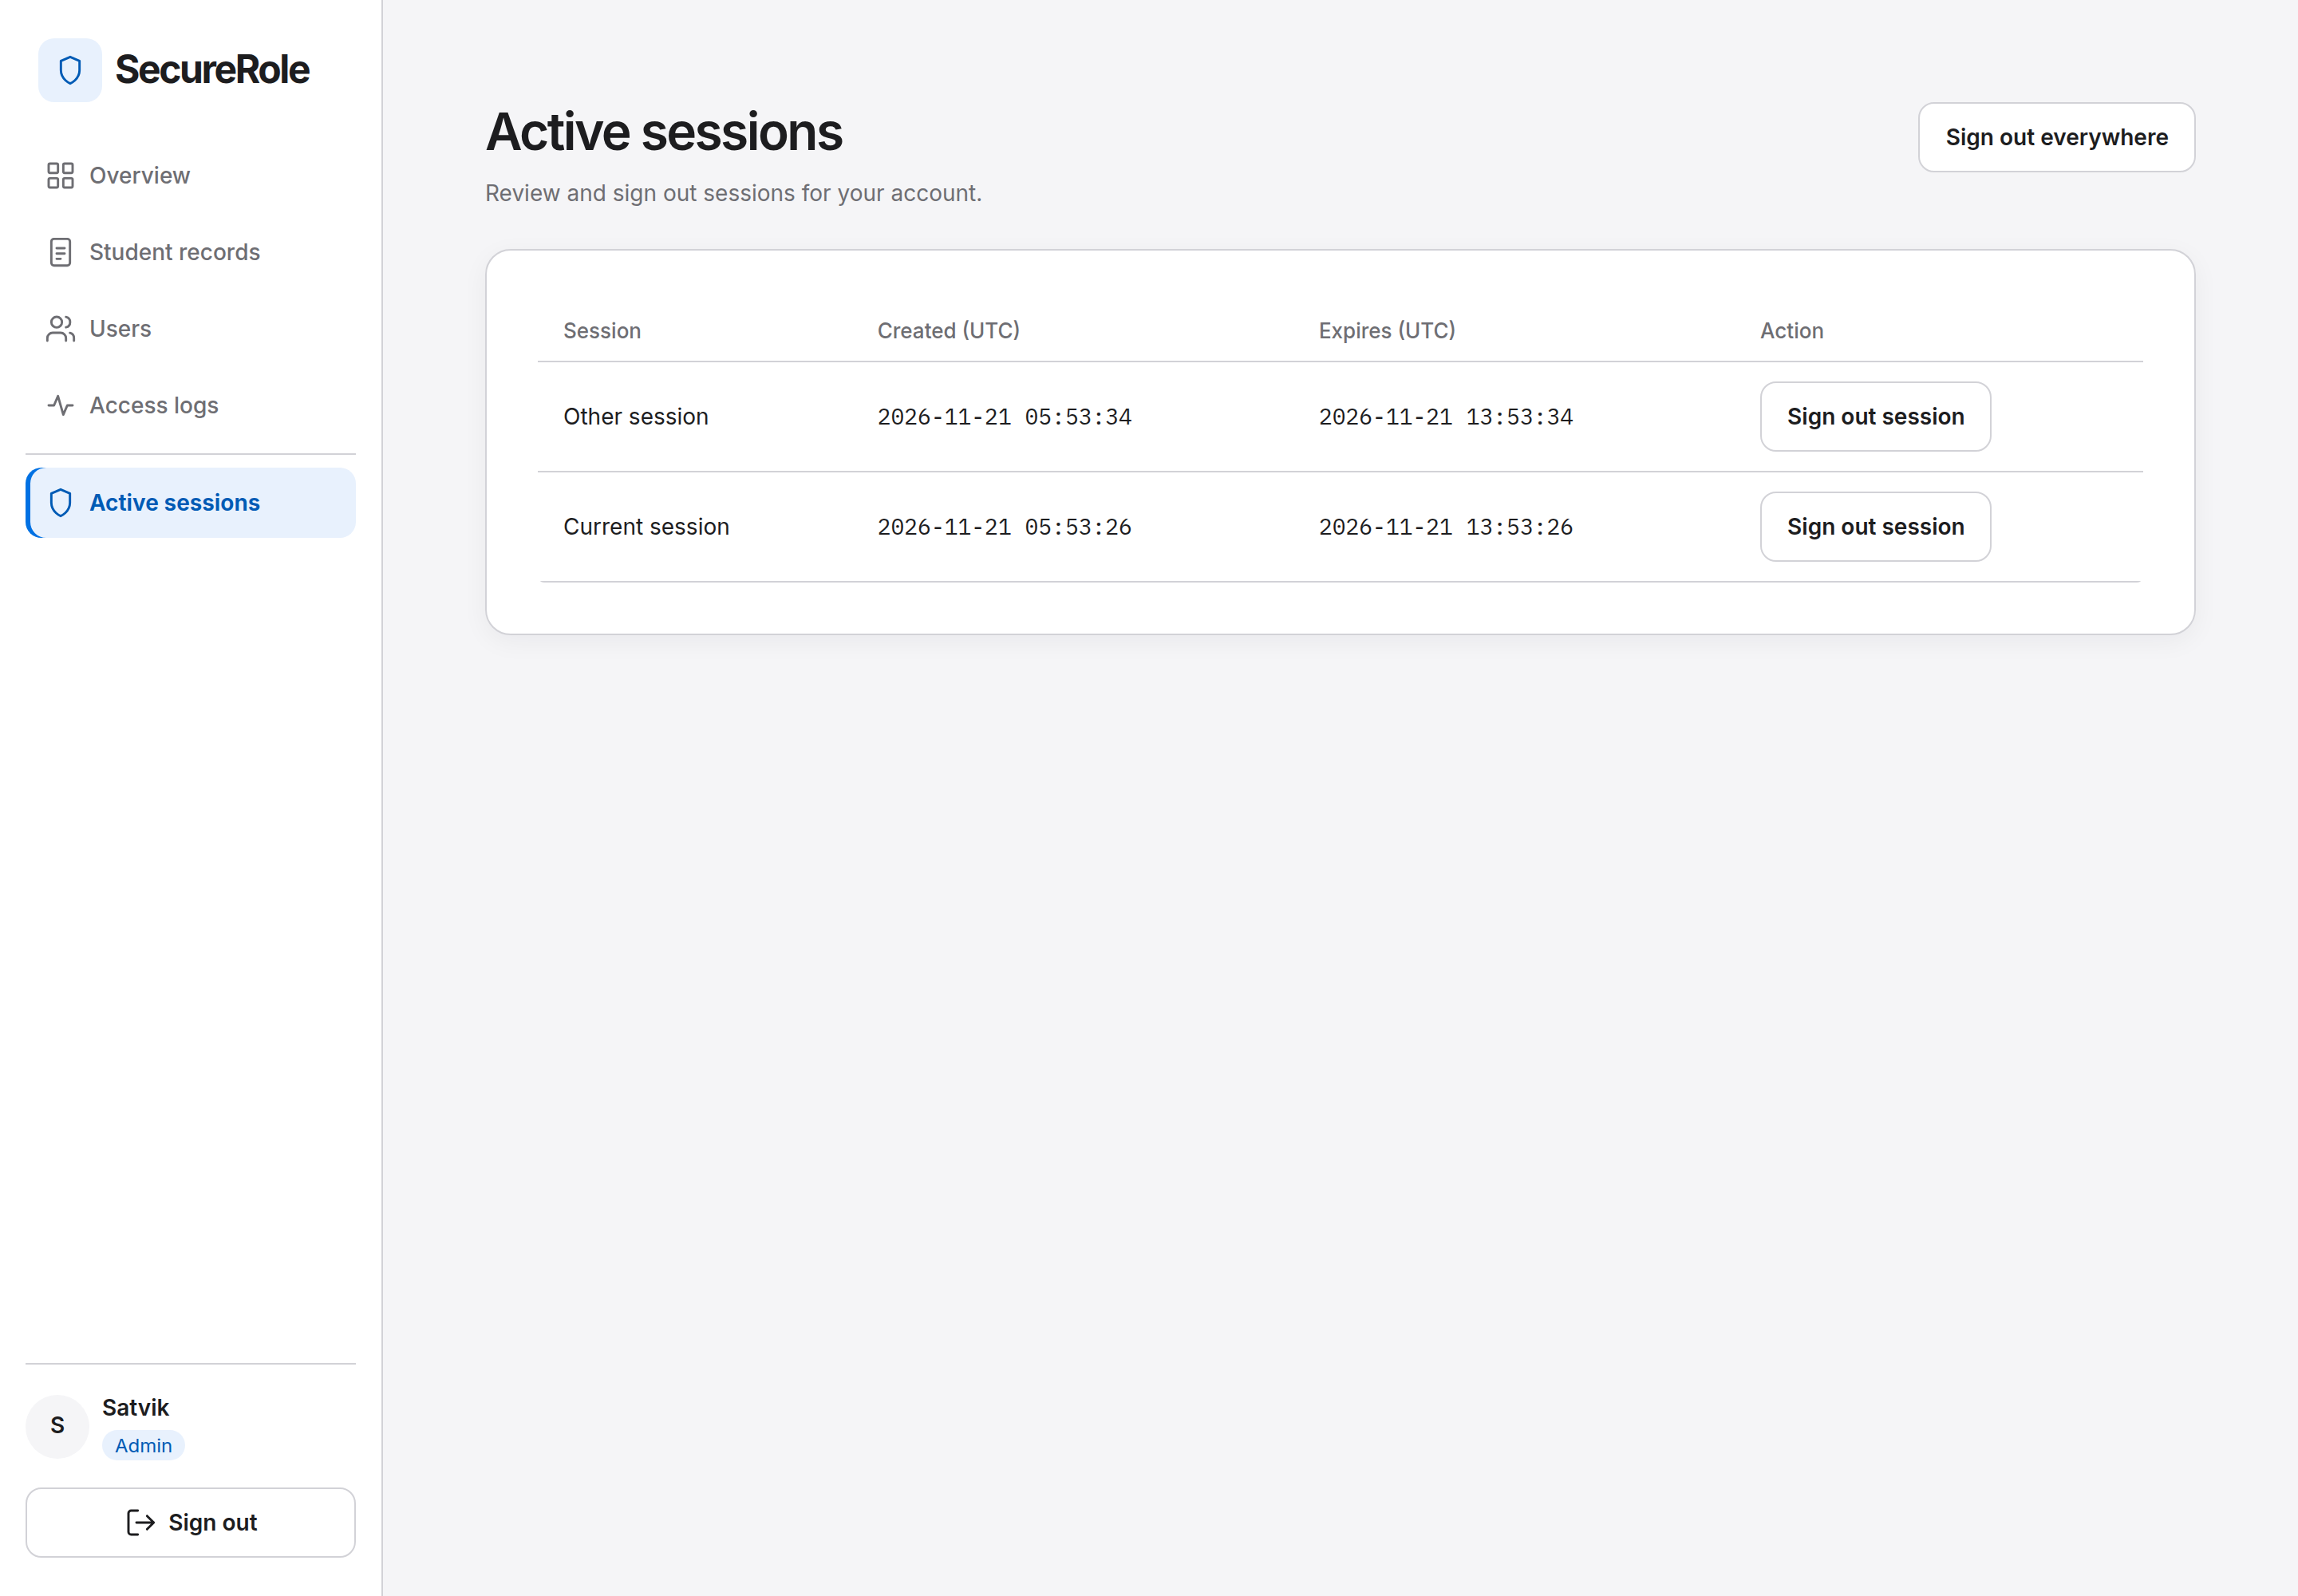 SecureRole
Overview
Student records
Users
Access logs
Active sessions
Satvik
S
Admin
Sign out
Active sessions
Review and sign out sessions for your account.
Sign out everywhere
Session Created (UTC) Expires (UTC) Action
Other session 2026-11-21 05:53:34 2026-11-21 13:53:34 Sign out session
Current session 2026-11-21 05:53:26 2026-11-21 13:53:26 Sign out session